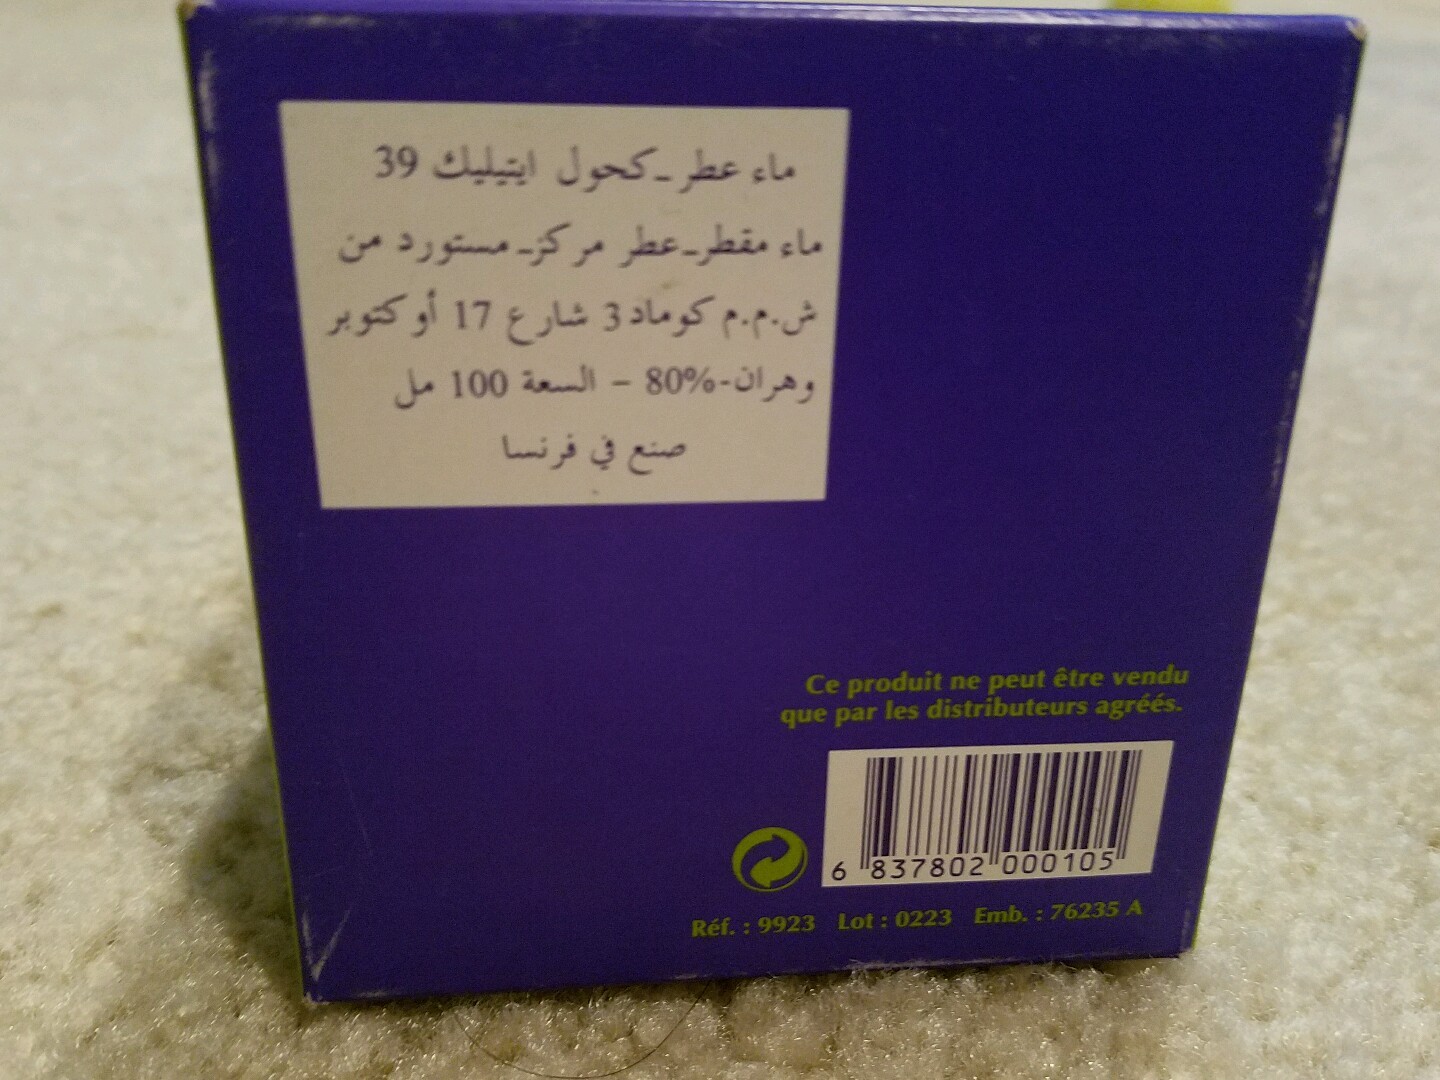 ماء عطر-كحول ايتيليك 39
ماء مقطر-عطر مركز-مستورد من
ش.م.م كوماد3 شارع 17 أوكتوبر
وهران-80% - السعة 100 مل
صنع في فرنسا
Ce produit ne peut être vendu
que par les distributeurs agréés.
6 837802 000105
Réf. : 9923 Lot : 0223 Emb. : 76235 A